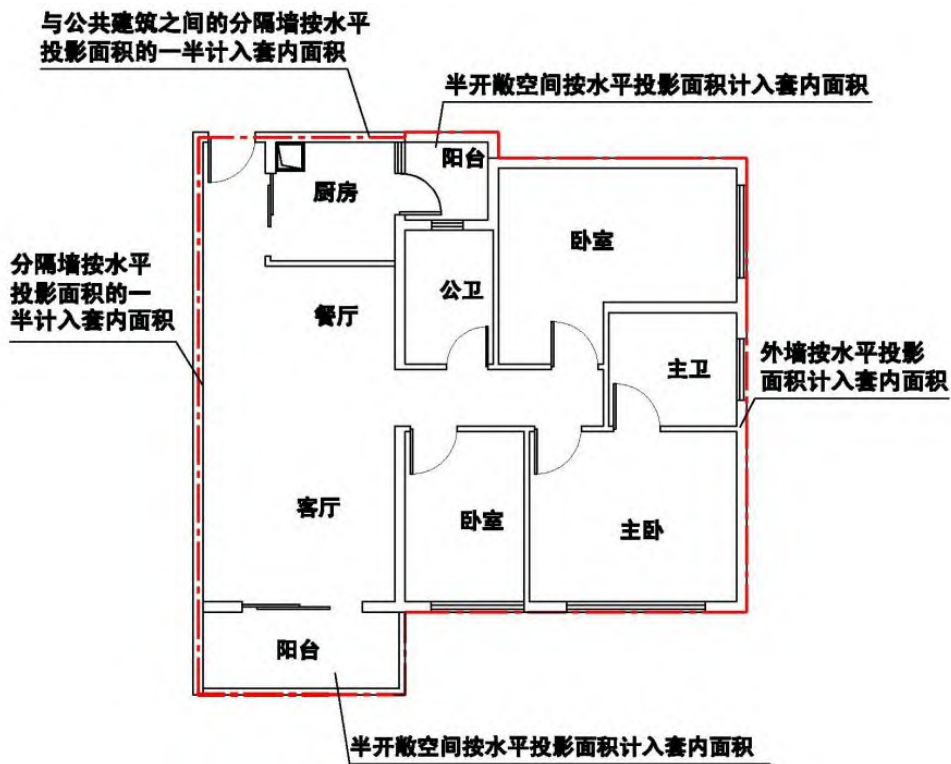 与公共建筑之间的分隔墙按水平
投影面积的一半计入套内面积
半开敞空间按水平投影面积计入套内面积
阳台
厨房
卧室
分隔墙按水平
投影面积的一
半计入套内面积
公卫
餐厅
主卫
外墙按水平投影
面积计入套内面积
客厅
卧室
主卧
阳台
半开敞空间按水平投影面积计入套内面积